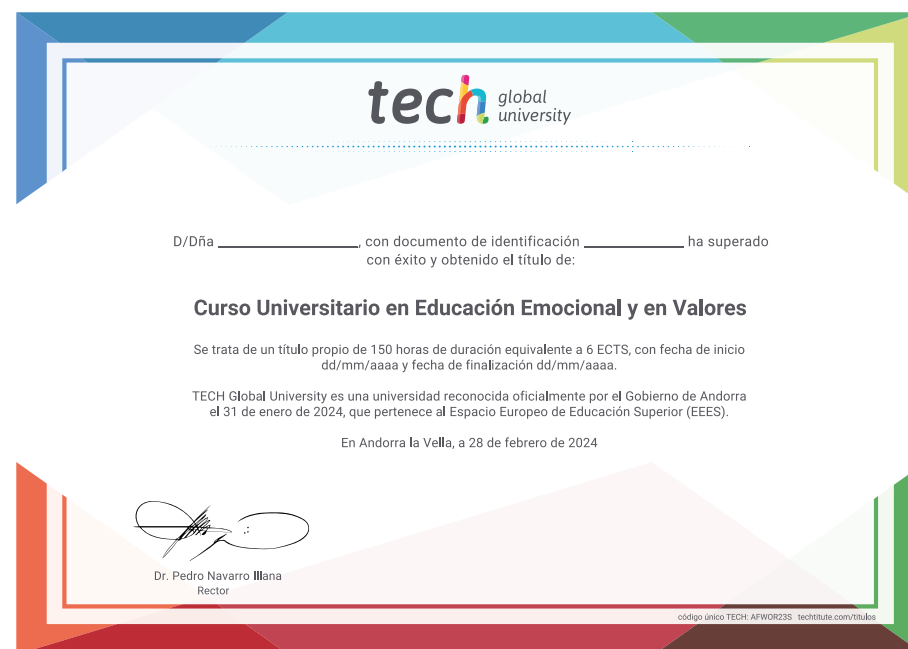 tech global university
D/Dña ____________________, con documento de identificación ______________ ha superado
con éxito y obtenido el título de:
Curso Universitario en Educación Emocional y en Valores
Se trata de un título propio de 150 horas de duración equivalente a 6 ECTS, con fecha de inicio
dd/mm/aaaa y fecha de finalización dd/mm/aaaa.
TECH Global University es una universidad reconocida oficialmente por el Gobierno de Andorra
el 31 de enero de 2024, que pertenece al Espacio Europeo de Educación Superior (EEES).
En Andorra la Vella, a 28 de febrero de 2024
Dr. Pedro Navarro Illana
Rector
código único TECH: AFWOR23S techtitute.com/titulos